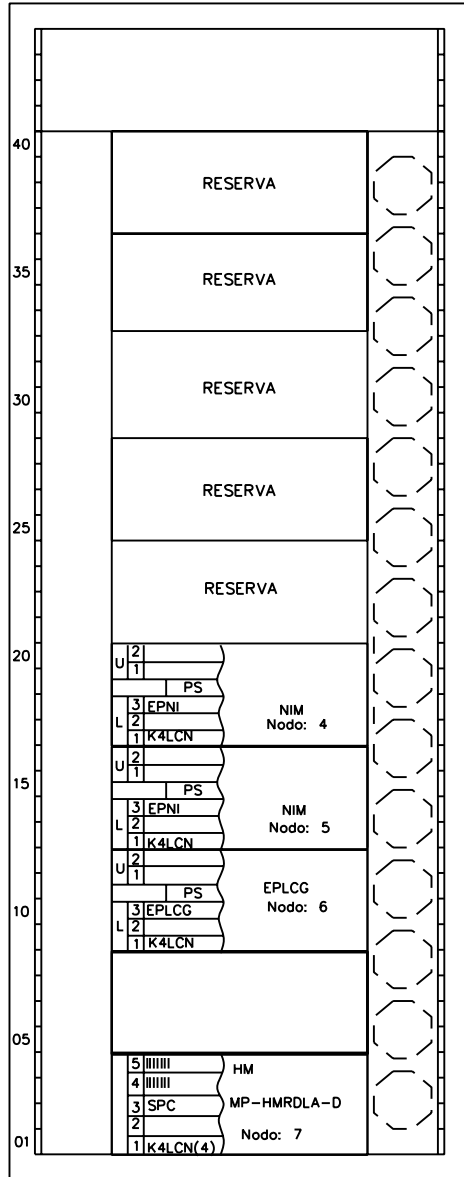 40
RESERVA
35
RESERVA
30
RESERVA
RESERVA
25
RESERVA
20
U 2
1
PS
L 3 EPNI
2
1 K4LCN
NIM
Nodo: 4
15
U 2
1
PS
L 3 EPNI
2
1 K4LCN
NIM
Nodo: 5
U 2
1
PS
10
L 3 EPLCG
2
1 K4LCN
EPLCG
Nodo: 6
05
5
4
3 SPC
2
1 K4LCN(4)
HM
MP-HMRDLA-D
Nodo: 7
01